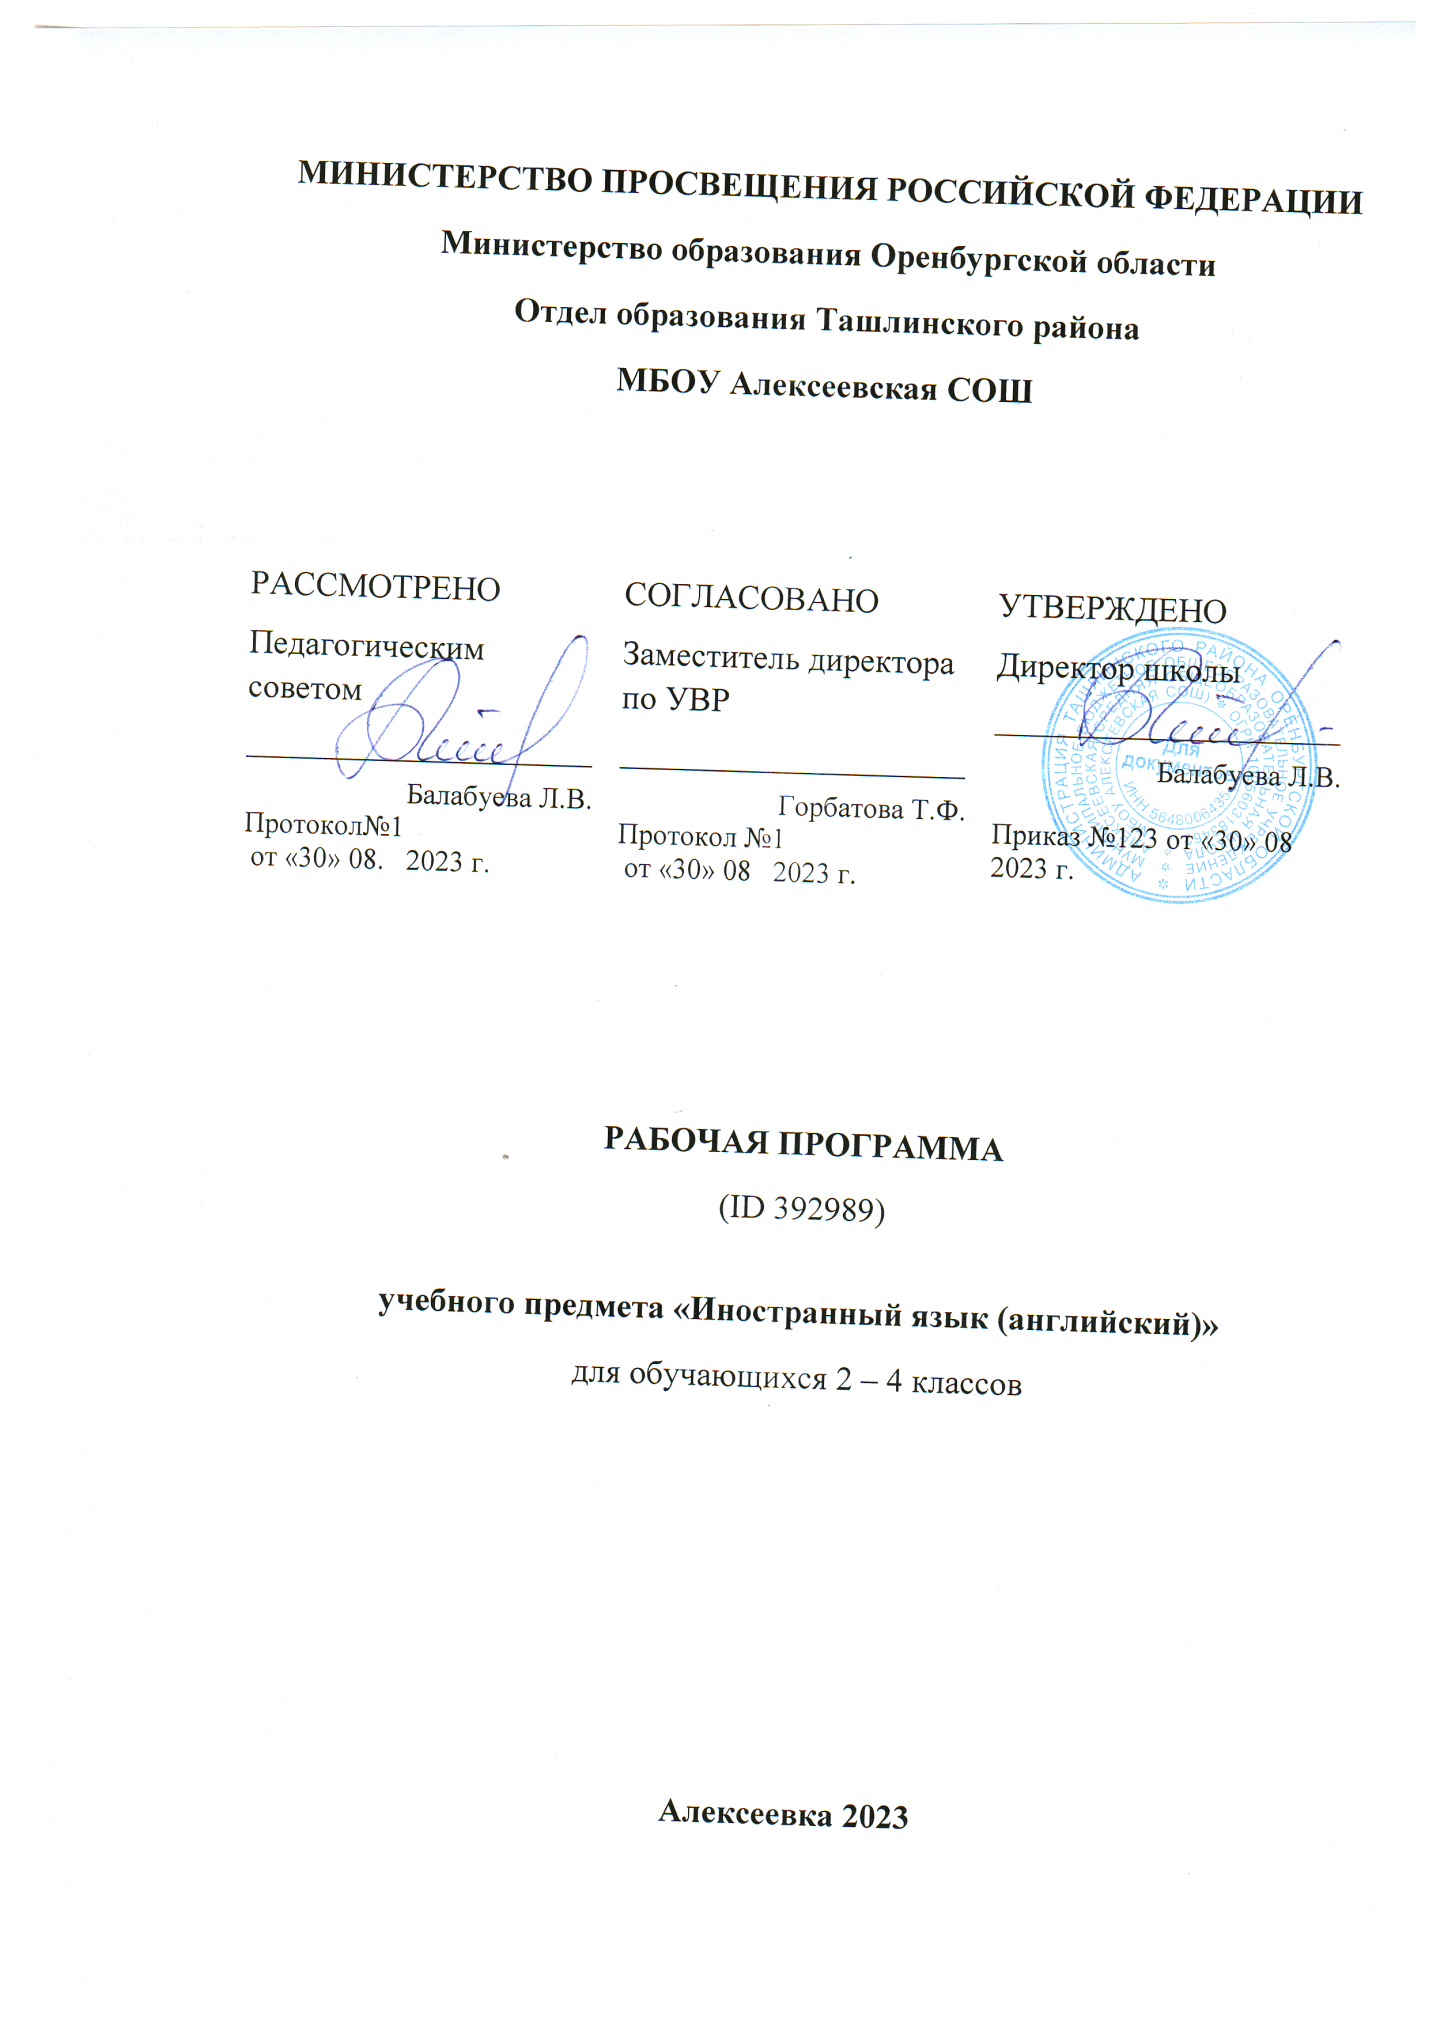 МИНИСТЕРСТВО ПРОСВЕЩЕНИЯ РОССИЙСКОЙ ФЕДЕРАЦИИ
Министерство образования Оренбургской области
Отдел образования Ташлинского района
МБОУ Алексеевская СОШ
РАССМОТРЕНО
Педагогическим
советом
Балабуева Л.В.
Протокол№1
от «30» 08. 2023 г.
СОГЛАСОВАНО
Заместитель директора
по УВР
Горбатова Т.Ф.
Протокол №1
от «30» 08 2023 г.
УТВЕРЖДЕНО
Директор школы
Балабуева Л.В.
Приказ №123 от «30» 08
2023 г.
Для
документов
РАБОЧАЯ ПРОГРАММА
(ID 392989)
учебного предмета «Иностранный язык (английский)»
для обучающихся 2 – 4 классов
Алексеевка 2023